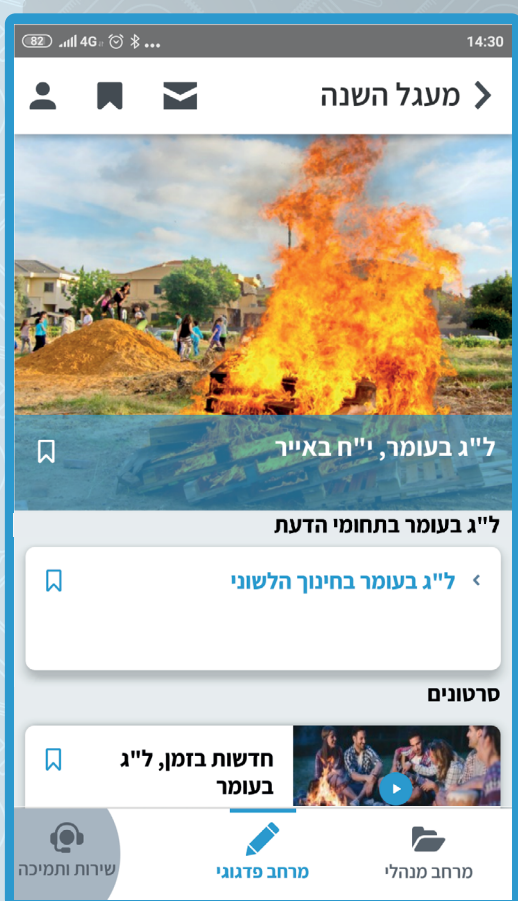 82 4G 14:30
מעגל השנה
ל"ג בעומר, י"ח באייר
ל"ג בעומר בתחומי הדעת
ל"ג בעומר בחינוך הלשוני
סרטונים
חדשות בזמן, ל"ג
בעומר
מרחב מנהלי
מרחב פדגוגי
שירות ותמיכה